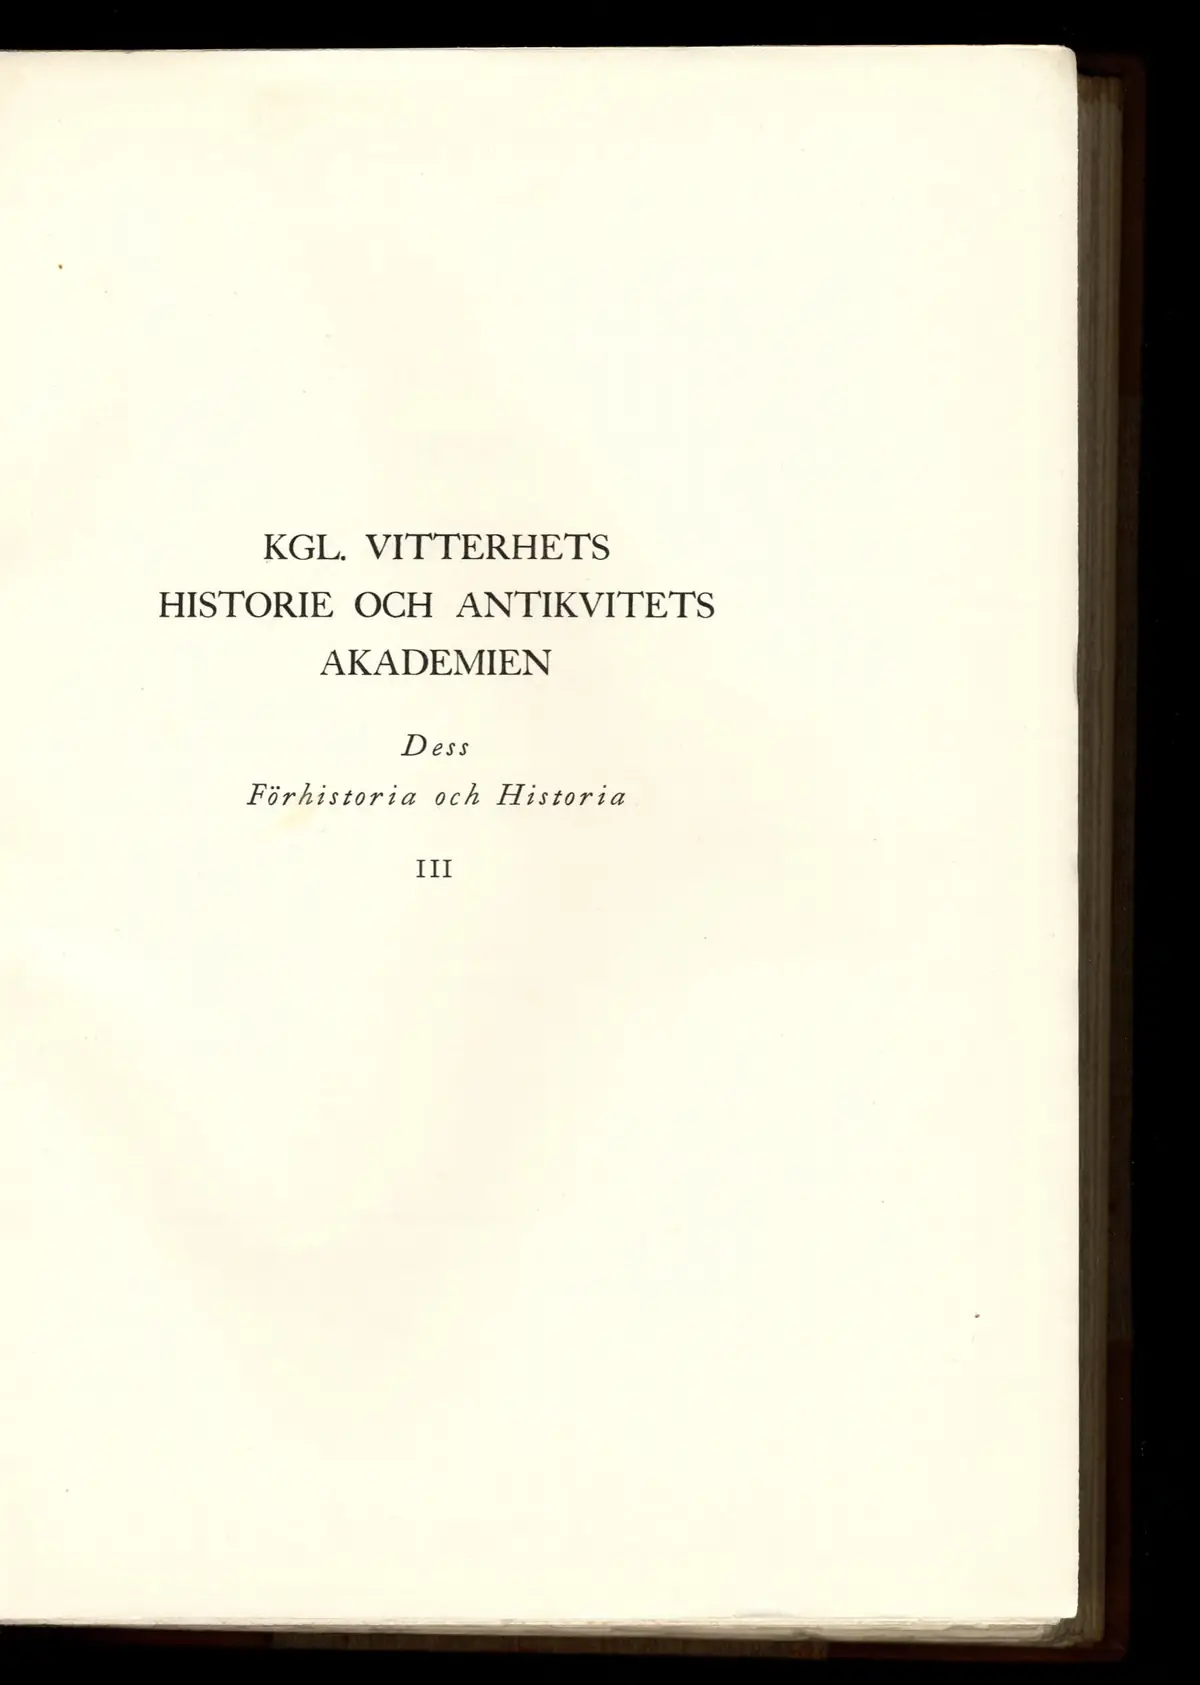 KGL. VITTERHETS
HISTORIE OCH ANTIKVITETS
AKADEMIEN
Dess
Förhistoria och Historia
III